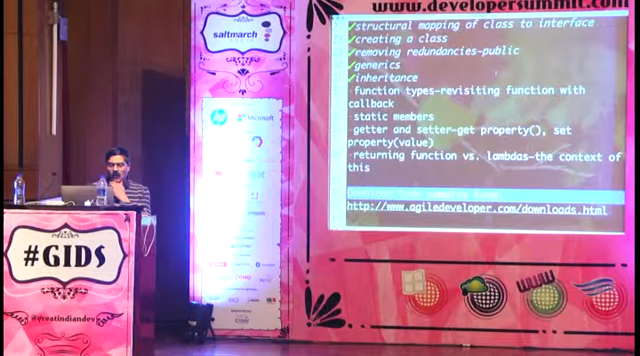 www.developersummit.com
saltmarch
✓structural mapping of class to interface
✓creating a class
✓removing redundancies-public
✓generics
✓inheritance
-function types-revisiting function with
callback
-static members
-getter and setter-get property(), set
property(value)
-returning function vs. lambdas-the context of
this
http://www.agiledeveloper.com/downloads.html
hp
Microsoft
#GIDS
@greatindiandev